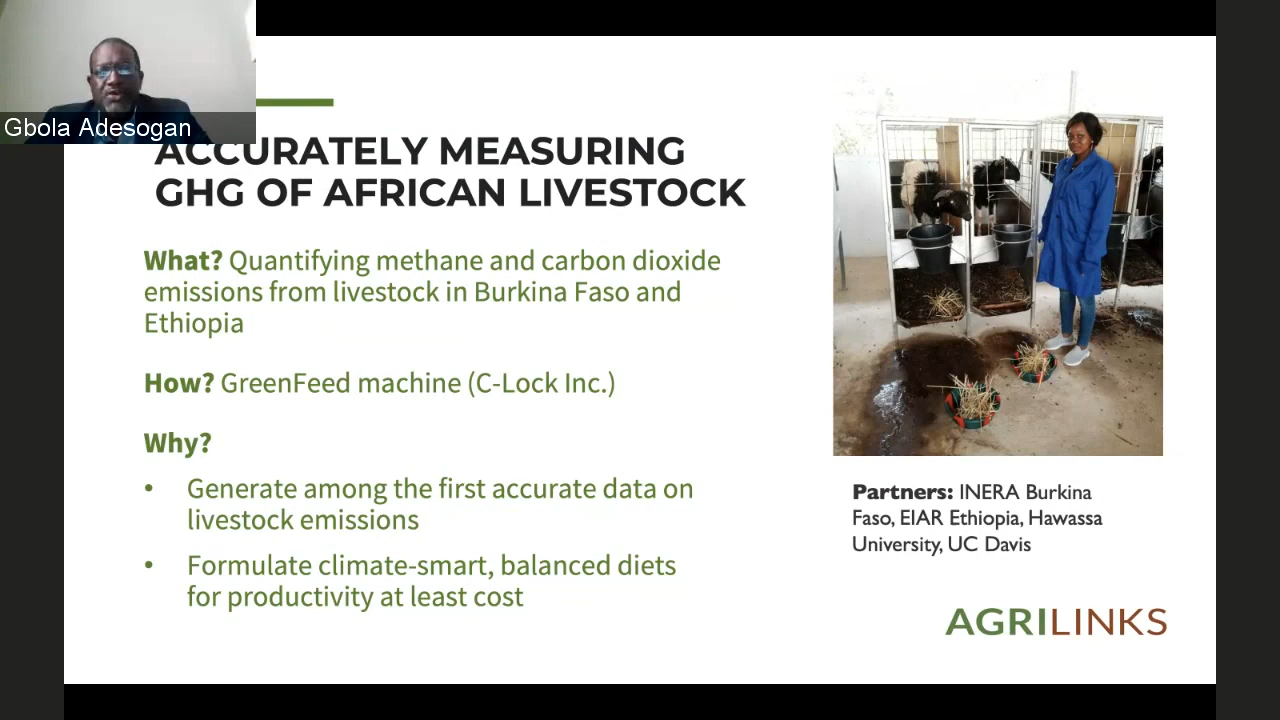 Gbola Adesogan
ACCURATELY MEASURING
GHG OF AFRICAN LIVESTOCK
What? Quantifying methane and carbon dioxide
emissions from livestock in Burkina Faso and
Ethiopia
How? GreenFeed machine (C-Lock Inc.)
Why?
• Generate among the first accurate data on
livestock emissions
• Formulate climate-smart, balanced diets
for productivity at least cost
Partners: INERA Burkina
Faso, EIAR Ethiopia, Hawassa
University, UC Davis
AGRILINKS